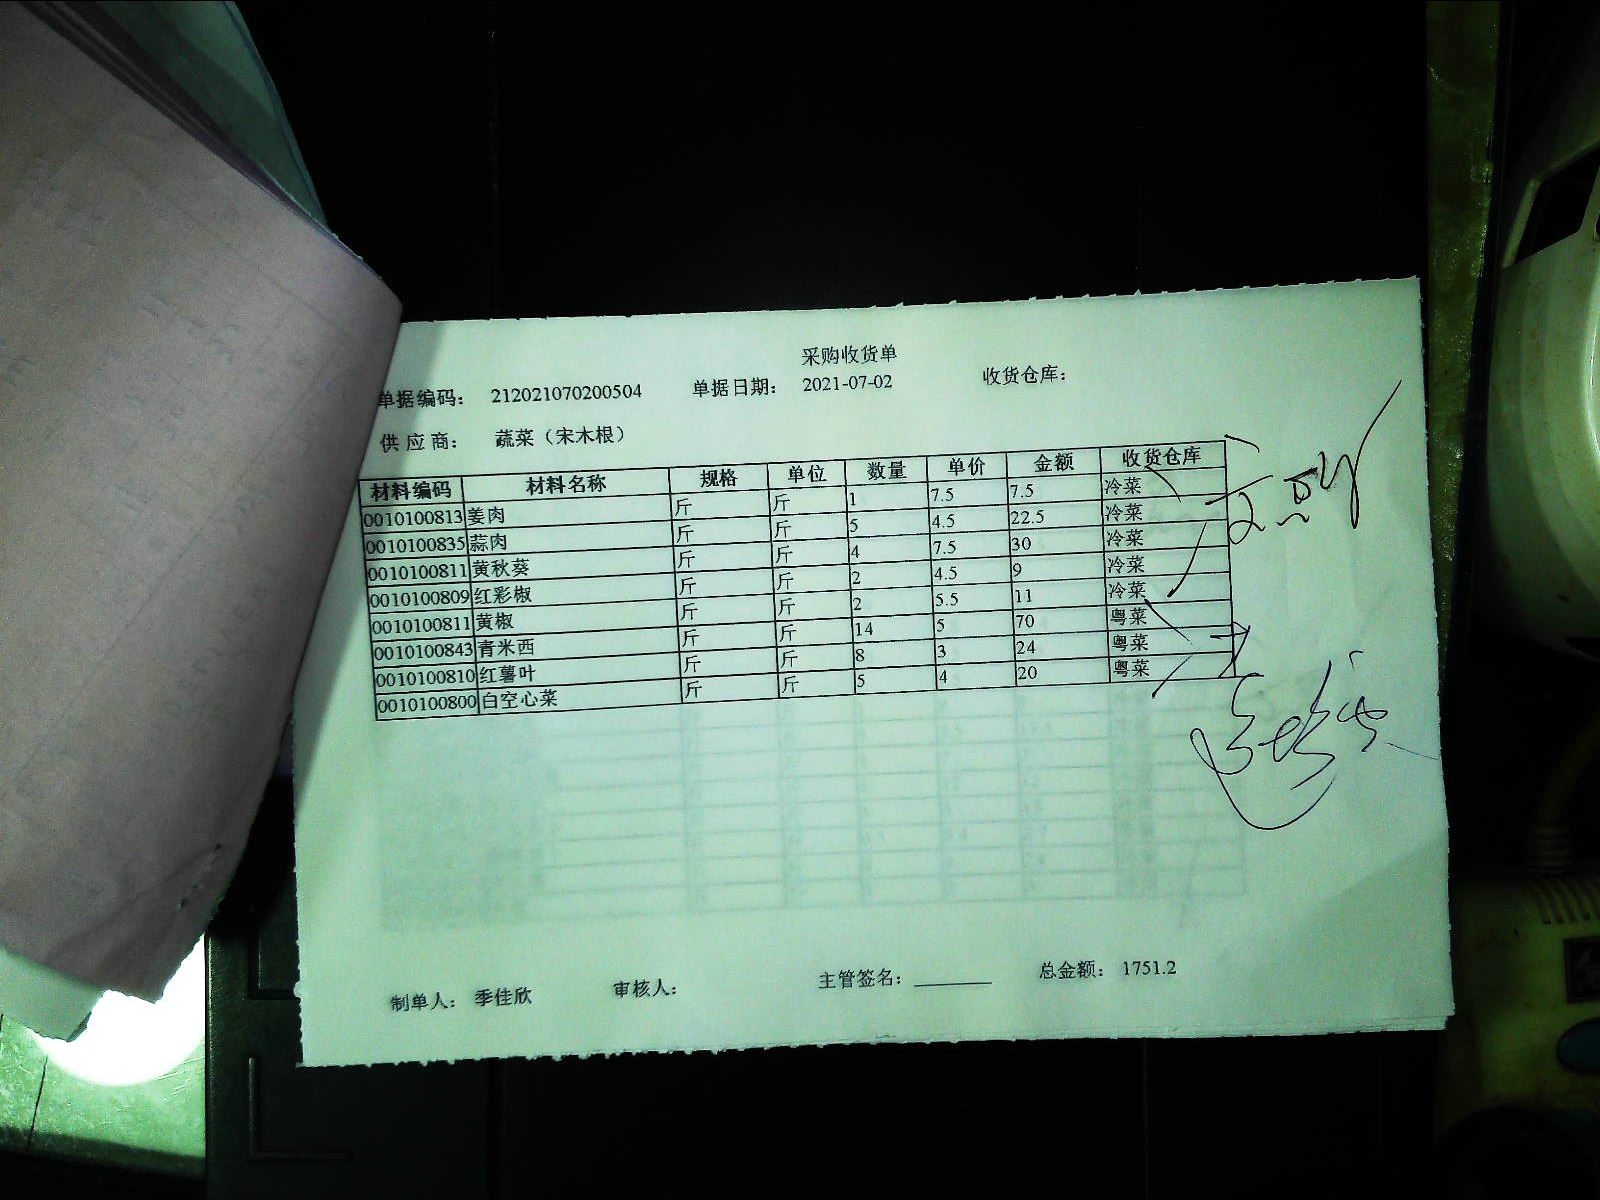 采购收货单
单据编码： 212021070200504 单据日期： 2021-07-02 收货仓库：
供应商： 蔬菜（宋木根）
材料编码 材料名称 规格 单位 数量 单价 金额 收货仓库
0010100813 姜肉 斤 斤 1 7.5 7.5 冷菜
0010100835 蒜肉 斤 斤 5 4.5 22.5 冷菜
0010100811 黄秋葵 斤 斤 4 7.5 30 冷菜
0010100809 红彩椒 斤 斤 2 4.5 9 冷菜
0010100811 黄椒 斤 斤 2 5.5 11 冷菜
0010100843 青米西 斤 斤 14 5 70 粤菜
0010100810 红薯叶 斤 斤 8 3 24 粤菜
0010100800 白空心菜 斤 斤 5 4 20 粤菜
制单人： 季佳欣 审核人： 主管签名： 总金额： 1751.2